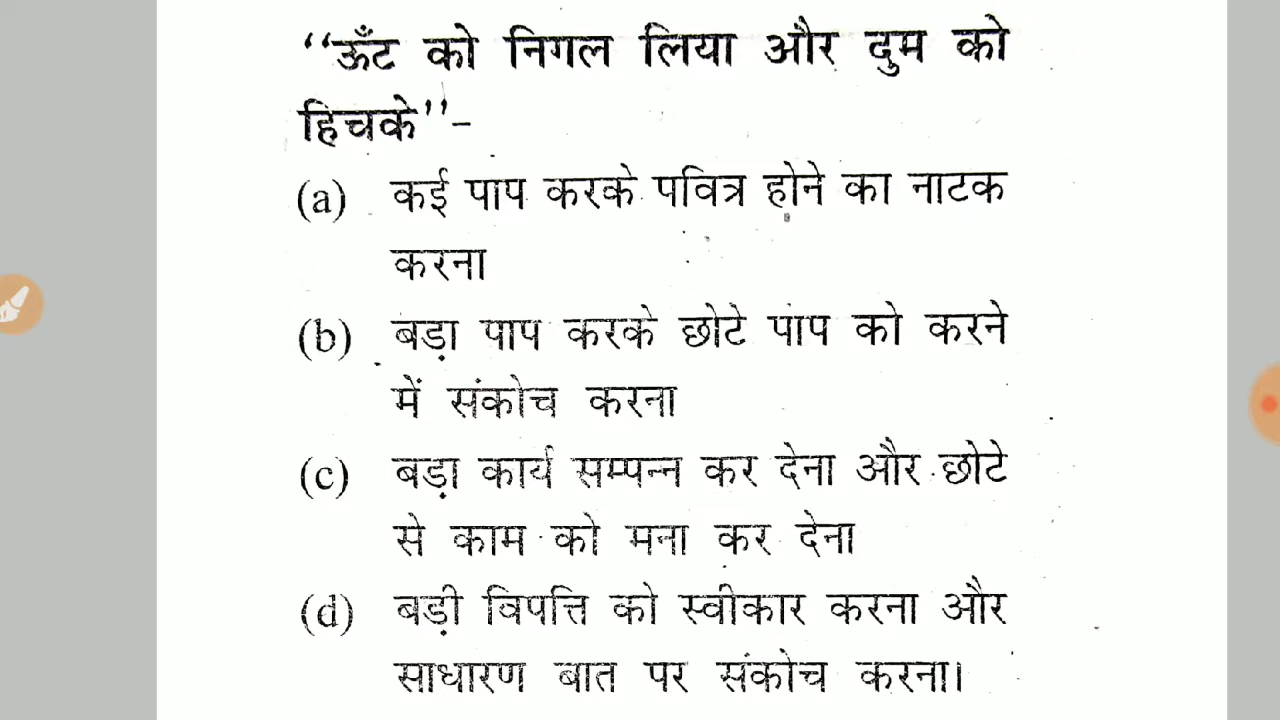 “ऊँट को निगल लिया और दुम को
हिचके”–
(a) कई पाप करके पवित्र होने का नाटक
करना
(b) बड़ा पाप करके छोटे पाप को करने
में संकोच करना
(c) बड़ा कार्य सम्पन्न कर देना और छोटे
से काम को मना कर देना
(d) बड़ी विपत्ति को स्वीकार करना और
साधारण बात पर संकोच करना।